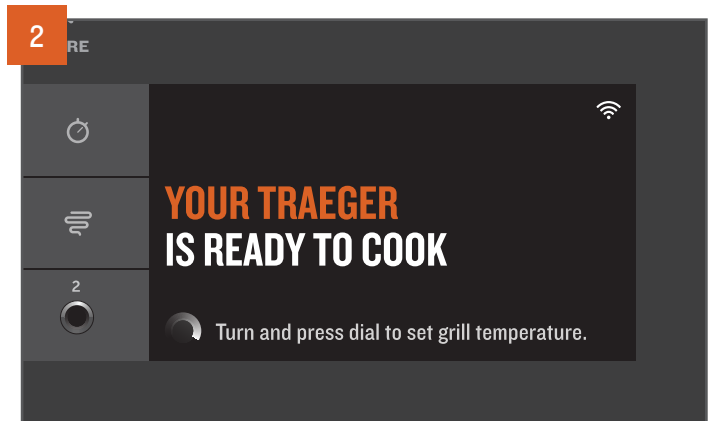 2
RE
YOUR TRAEGER
IS READY TO COOK
2
Turn and press dial to set grill temperature.